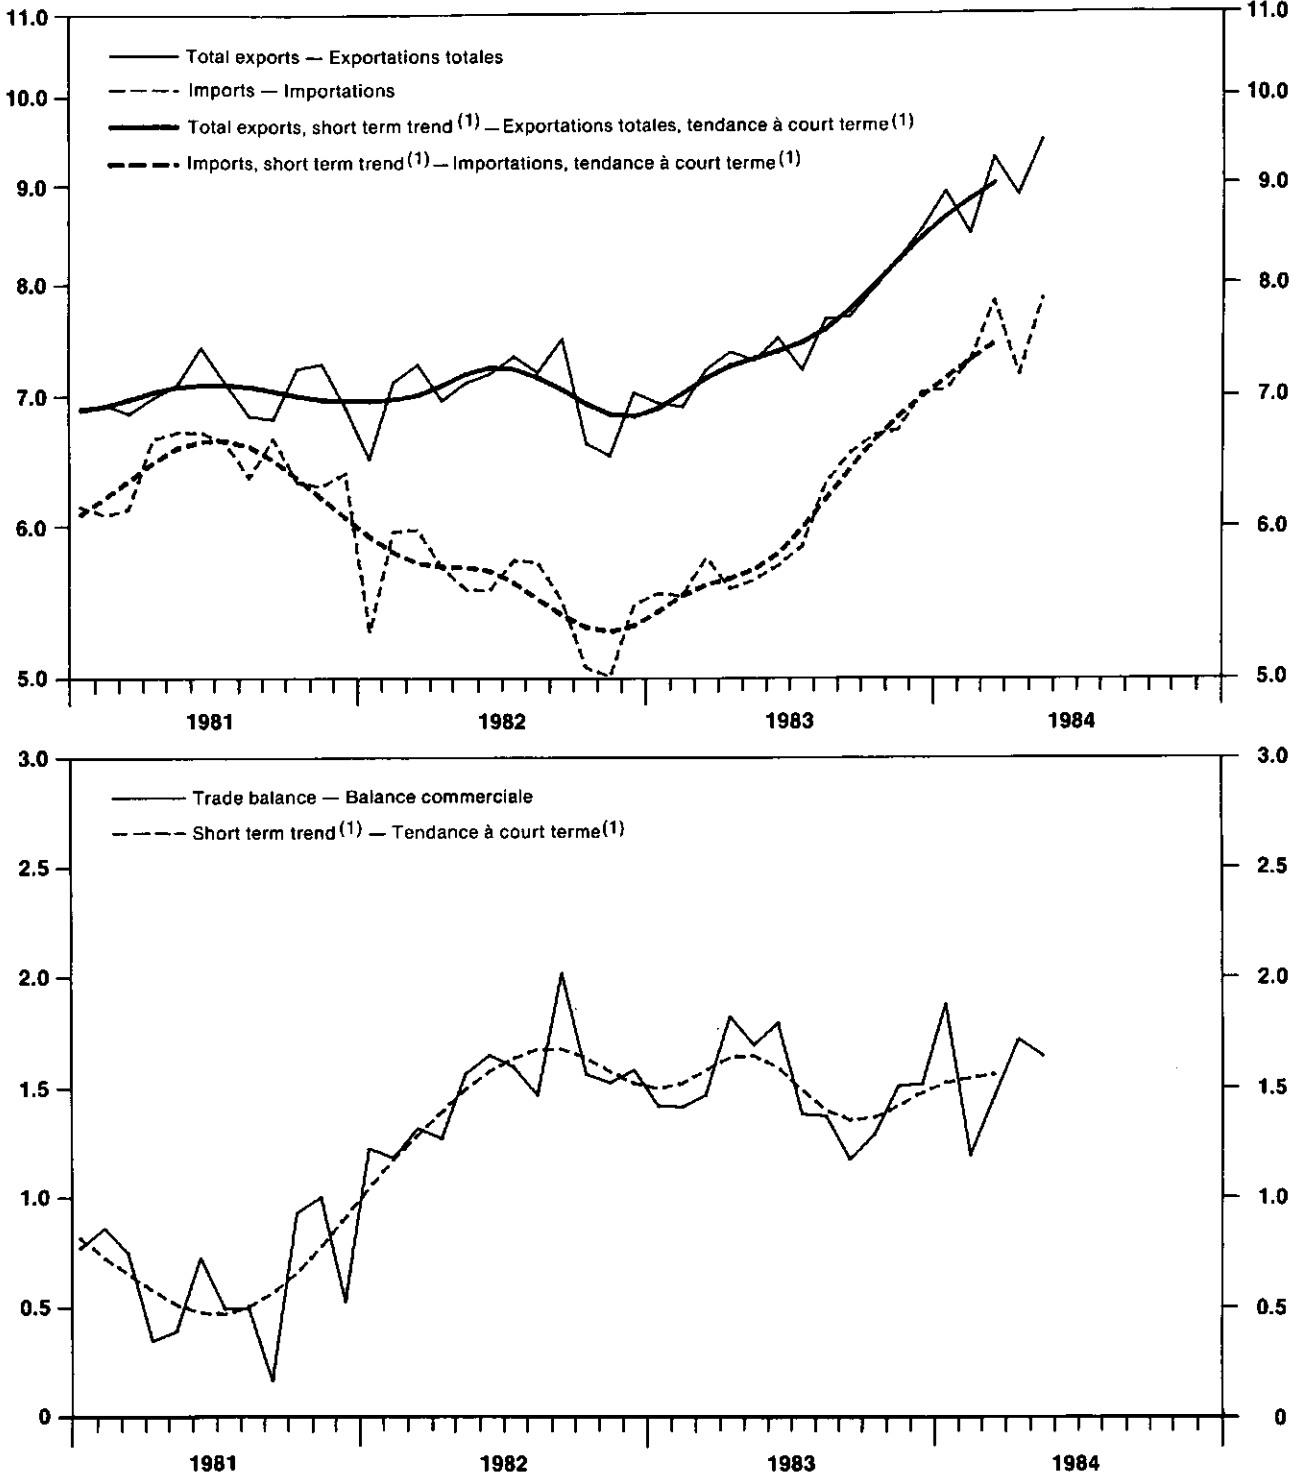 11.0 11.0
Total exports — Exportations totales
Imports — Importations
10.0 10.0
Total exports, short term trend (1) — Exportations totales, tendance à court terme (1)
Imports, short term trend (1) — Importations, tendance à court terme (1)
9.0 9.0
8.0 8.0
7.0 7.0
6.0 6.0
5.0 5.0
1981 1982 1983 1984
3.0 3.0
Trade balance — Balance commerciale
Short term trend (1) — Tendance à court terme (1)
2.5 2.5
2.0 2.0
1.5 1.5
1.0 1.0
0.5 0.5
0 0
1981 1982 1983 1984